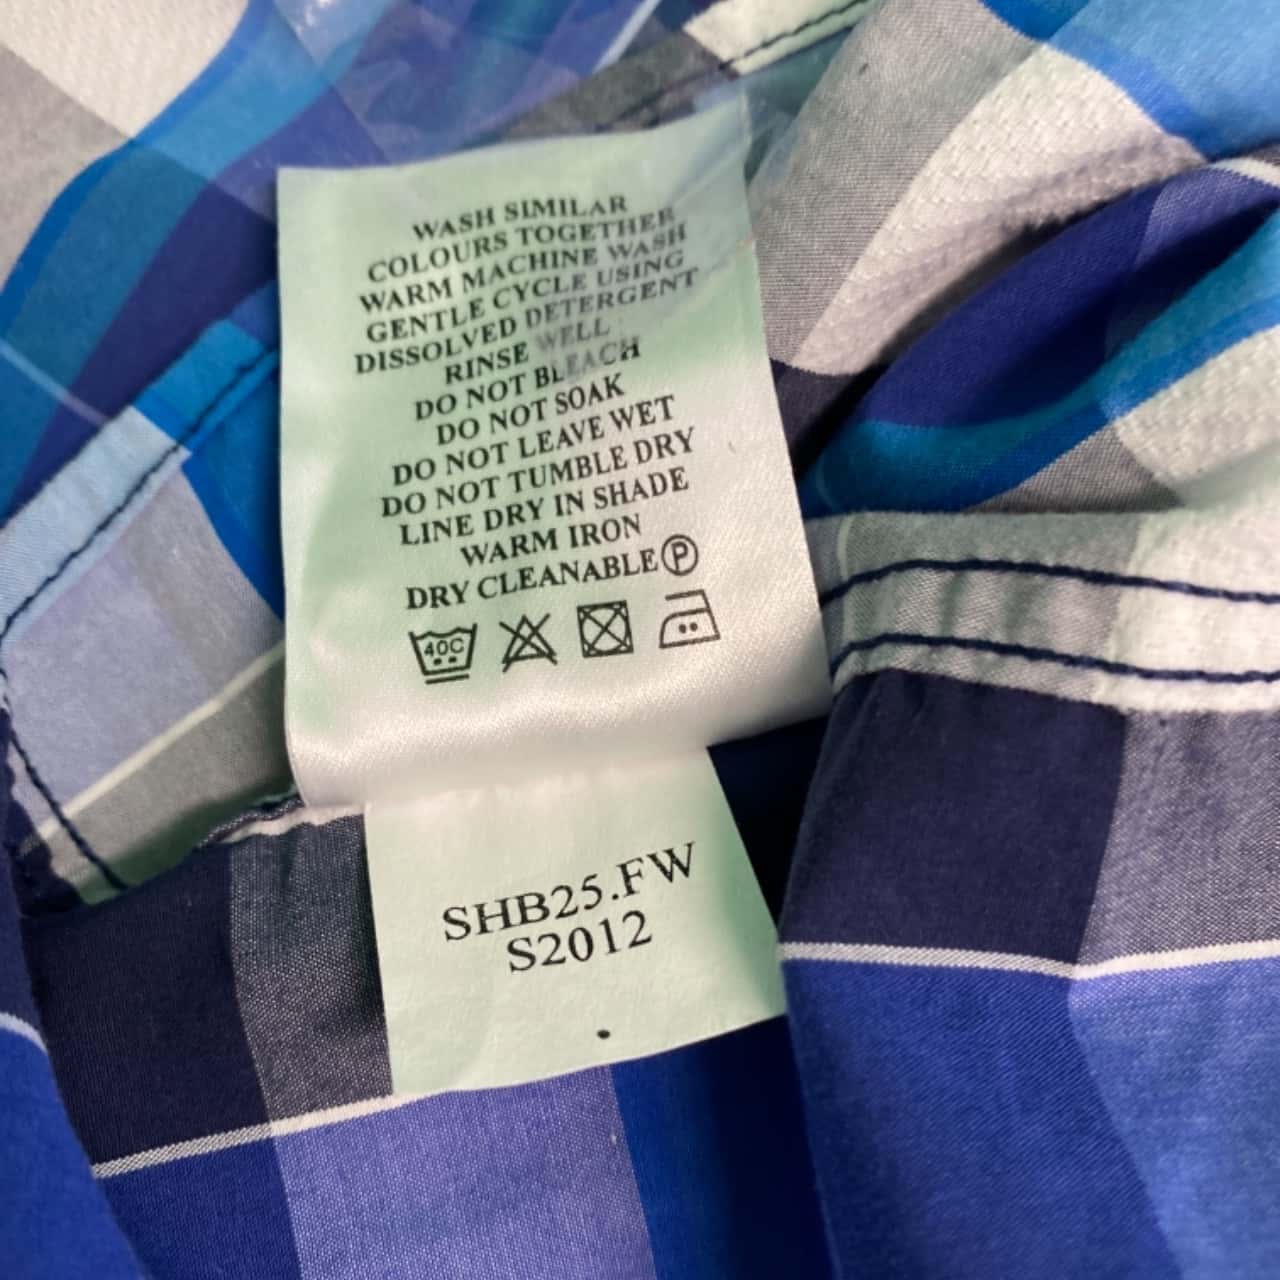 WASH SIMILAR
COLOURS TOGETHER
WARM MACHINE WASH
GENTLE CYCLE USING
DISSOLVED DETERGENT
RINSE WELL
DO NOT BLEACH
DO NOT SOAK
DO NOT LEAVE WET
DO NOT TUMBLE DRY
LINE DRY IN SHADE
WARM IRON
DRY CLEANABLE Ⓟ
40C
SHB25.FW
S2012